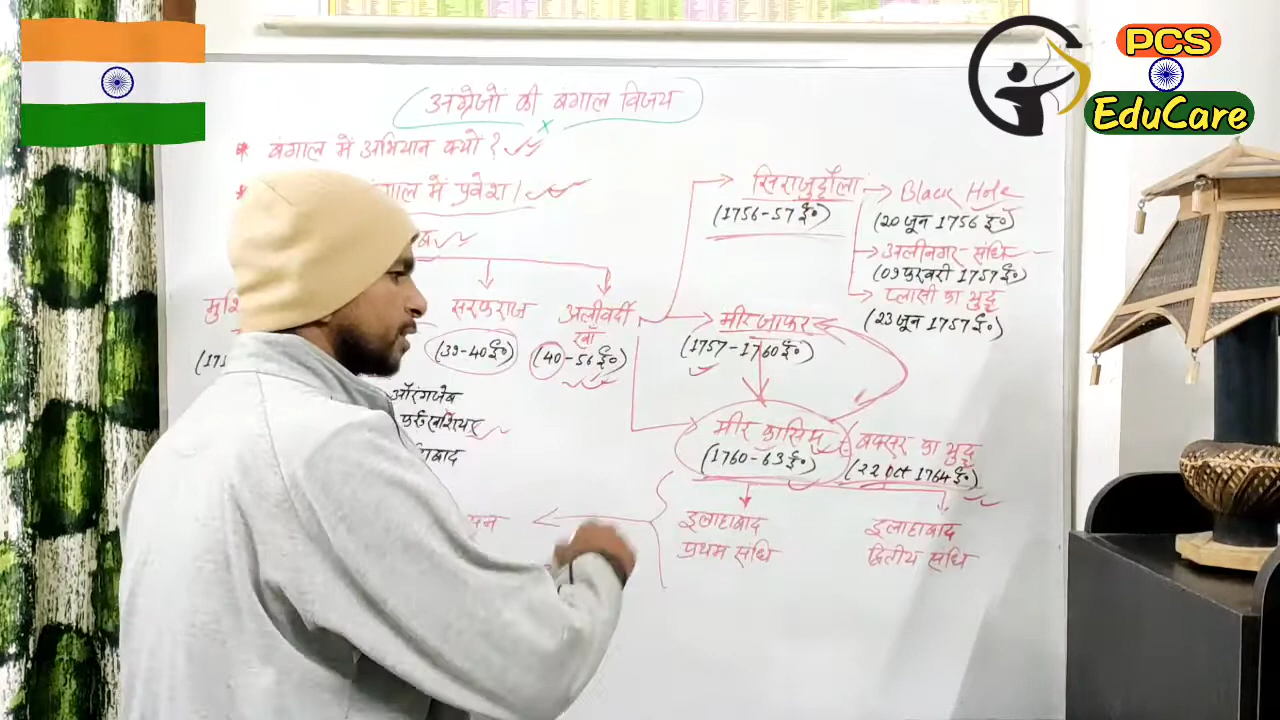 PCS
EduCare
अंग्रेजों की बंगाल विजय
* बंगाल में अभियान क्यों?
* बंगाल में प्रवेश।
सरफराज
(39-40 ई०)
अलीवर्दी
खाँ
(40-56 ई०)
औरंगजेब
फर्रुखशियर
सिराजुद्दौला
(1756-57 ई०)
Black Hole
(20 जून 1756 ई०)
अलीनगर संधि
(09 फरवरी 1757 ई०)
प्लासी का युद्ध
(23 जून 1757 ई०)
मीरजाफर
(1757-1760 ई०)
मीर कासिम
(1760-63 ई०)
बक्सर का युद्ध
(22 Oct 1764 ई०)
इलाहाबाद
प्रथम संधि
इलाहाबाद
द्वितीय संधि